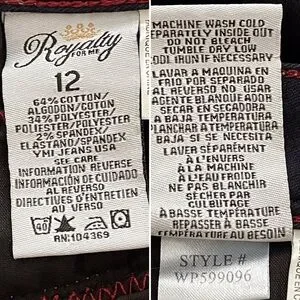 Royalty
FOR ME
12
64% COTTON/
ALGODON/COTON
34% POLYESTER/
POLIESTER/POLYESTER
2% SPANDEX/
ELASTANO/SPANDEX
YMI JEANS USA
SEE CARE
INFORMATION REVERSE
INFORMACIÓN DE CUIDADO
AL REVERSO
DIRECTIVES D'ENTRETIEN
AU VERSO
40
RN:104369
MACHINE WASH COLD
SEPARATELY INSIDE OUT
DO NOT BLEACH
TUMBLE DRY LOW
COOL IRON IF NECESSARY
LAVAR A MAQUINA EN
FRIO POR SEPARADO
AL REVERSO NO USAR
AGENTE BLANQUEADOR
SECAR EN SECADORA
A BAJA TEMPERATURA
PLANCHAR A TEMPERATURA
BAJA SI SE NECESITA
LAVER SÉPARÉMENT
À L'ENVERS
À LA MACHINE
À L'EAU FROIDE
NE PAS BLANCHIR
SÉCHER PAR
CULBUTAGE
À BASSE TEMPÉRATURE
REPASSER À BASSE
TEMPÉRATURE AU BESOIN
STYLE #
WP599096